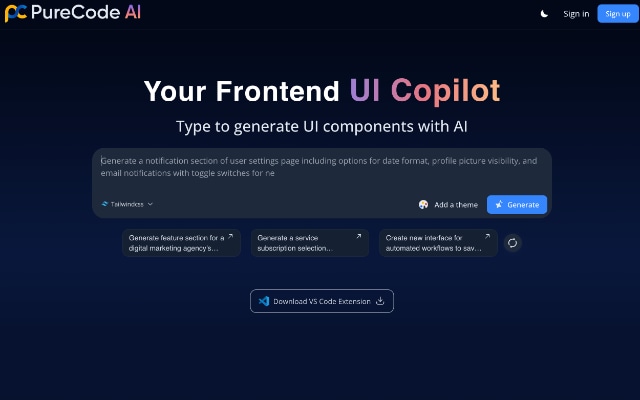 PureCode AI
Sign in
Sign up
Your Frontend UI Copilot
Type to generate UI components with AI
Generate a notification section of user settings page including options for date format, profile picture visibility, and
email notifications with toggle switches for ne
Tailwindcss
Add a theme
Generate
Generate feature section for a
digital marketing agency's...
Generate a service
subscription selection...
Create new interface for
automated workflows to sav...
Download VS Code Extension